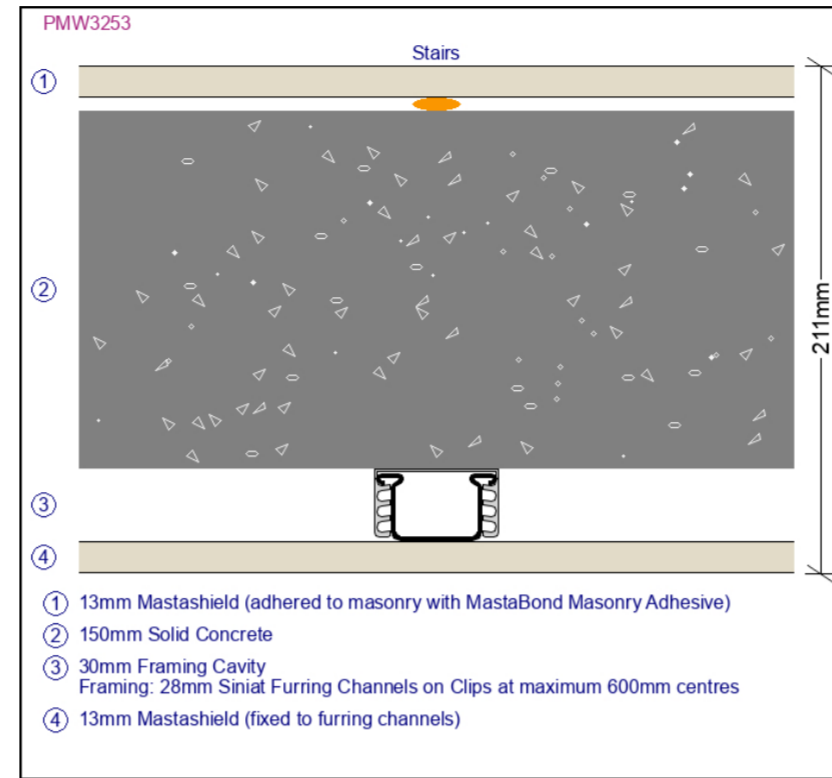 PMW3253
Stairs
1
2
211mm
3
4
1 13mm Mastashield (adhered to masonry with MastaBond Masonry Adhesive)
2 150mm Solid Concrete
3 30mm Framing Cavity
Framing: 28mm Siniat Furring Channels on Clips at maximum 600mm centres
4 13mm Mastashield (fixed to furring channels)